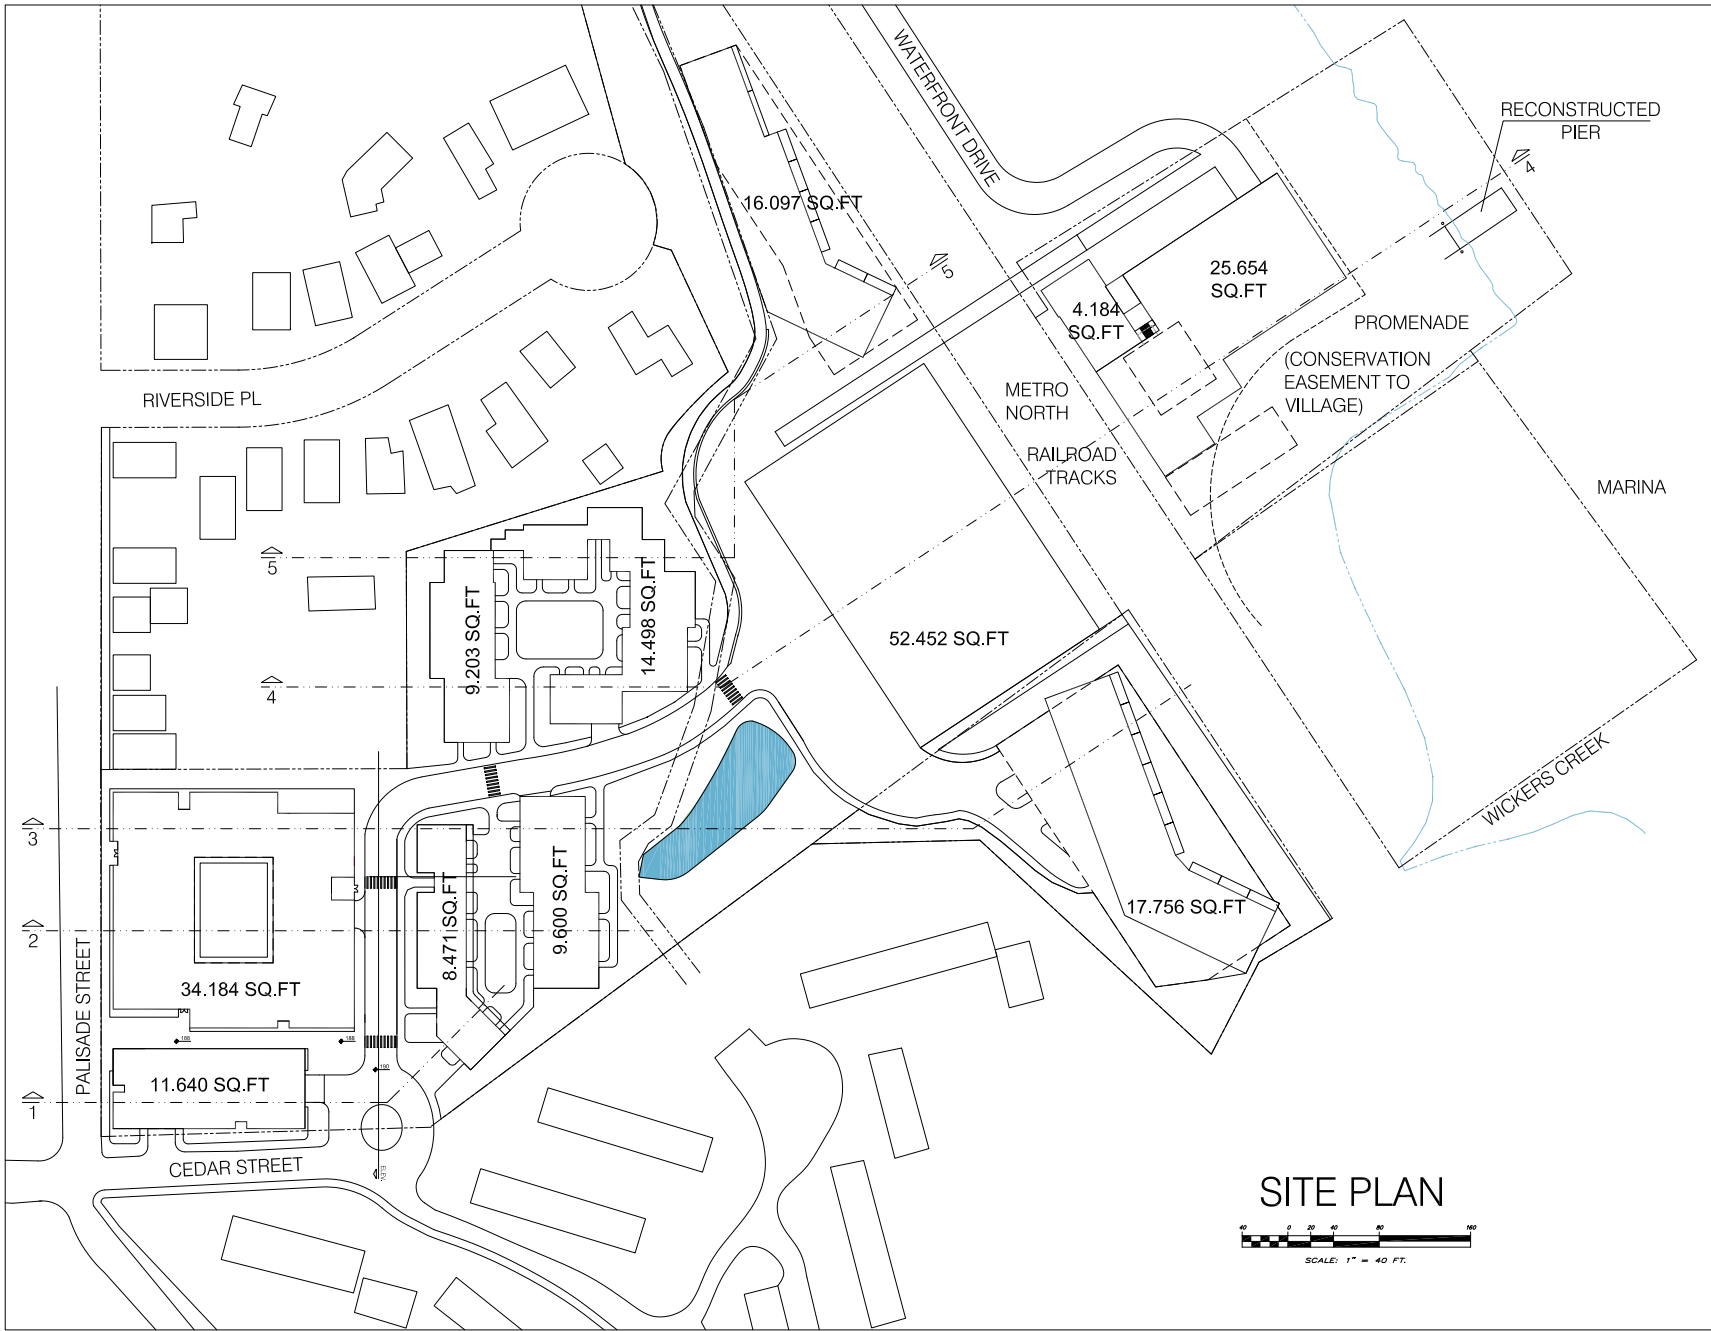 WATERFRONT DRIVE
RECONSTRUCTED
PIER
4
16.097 SQ.FT
5
25.654
SQ.FT
4.184
SQ.FT
PROMENADE
(CONSERVATION
EASEMENT TO
VILLAGE)
METRO
NORTH
RAILROAD
TRACKS
RIVERSIDE PL
MARINA
5
9.203 SQ.FT
14.498 SQ.FT
52.452 SQ.FT
4
WICKERS CREEK
3
8.471 SQ.FT
9.600 SQ.FT
17.756 SQ.FT
2
34.184 SQ.FT
PALISADE STREET
188
188
190
11.640 SQ.FT
1
CEDAR STREET
ELEV.
SITE PLAN
40 0 20 40 80 160
SCALE: 1" = 40 FT.